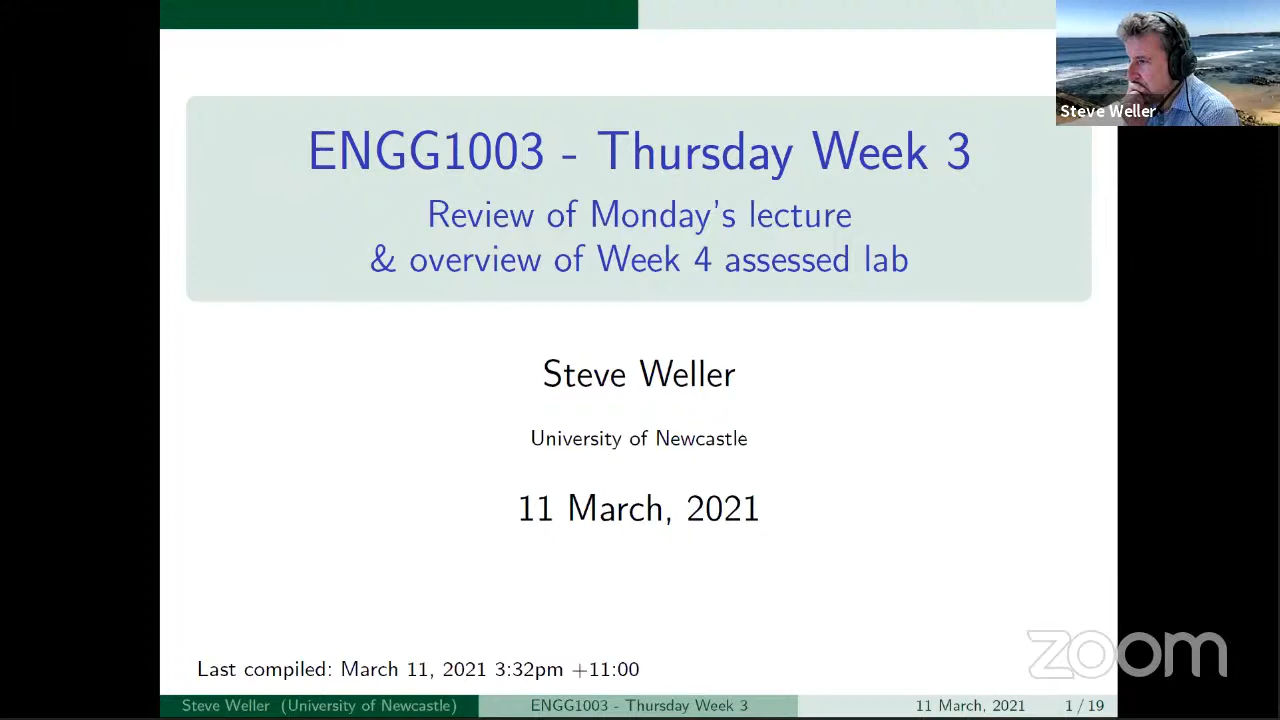 ENGG1003 - Thursday Week 3
Review of Monday's lecture
& overview of Week 4 assessed lab
Steve Weller
University of Newcastle
11 March, 2021
Last compiled: March 11, 2021 3:32pm +11:00
Steve Weller (University of Newcastle)
ENGG1003 - Thursday Week 3
11 March, 2021
1 / 19
Steve Weller
zoom